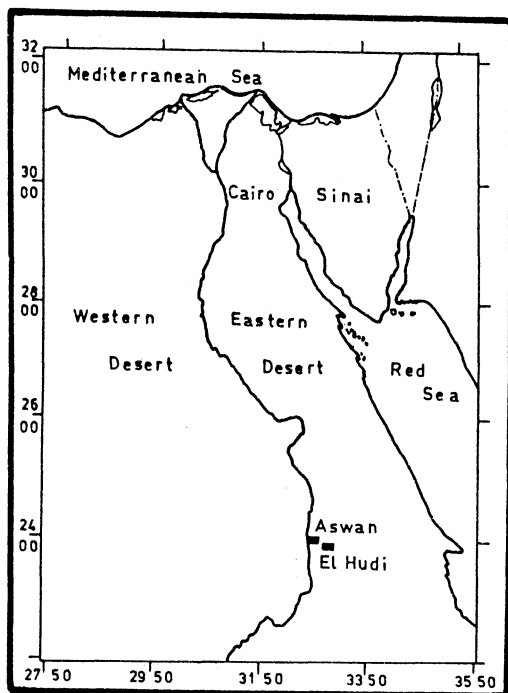 32
00
Mediterranean Sea
30
00
Cairo
Sinai
28
00
Western
Desert
Eastern
Desert
Red
Sea
26
00
24
00
Aswan
El Hudi
27 50
29 50
31 50
33 50
35 50